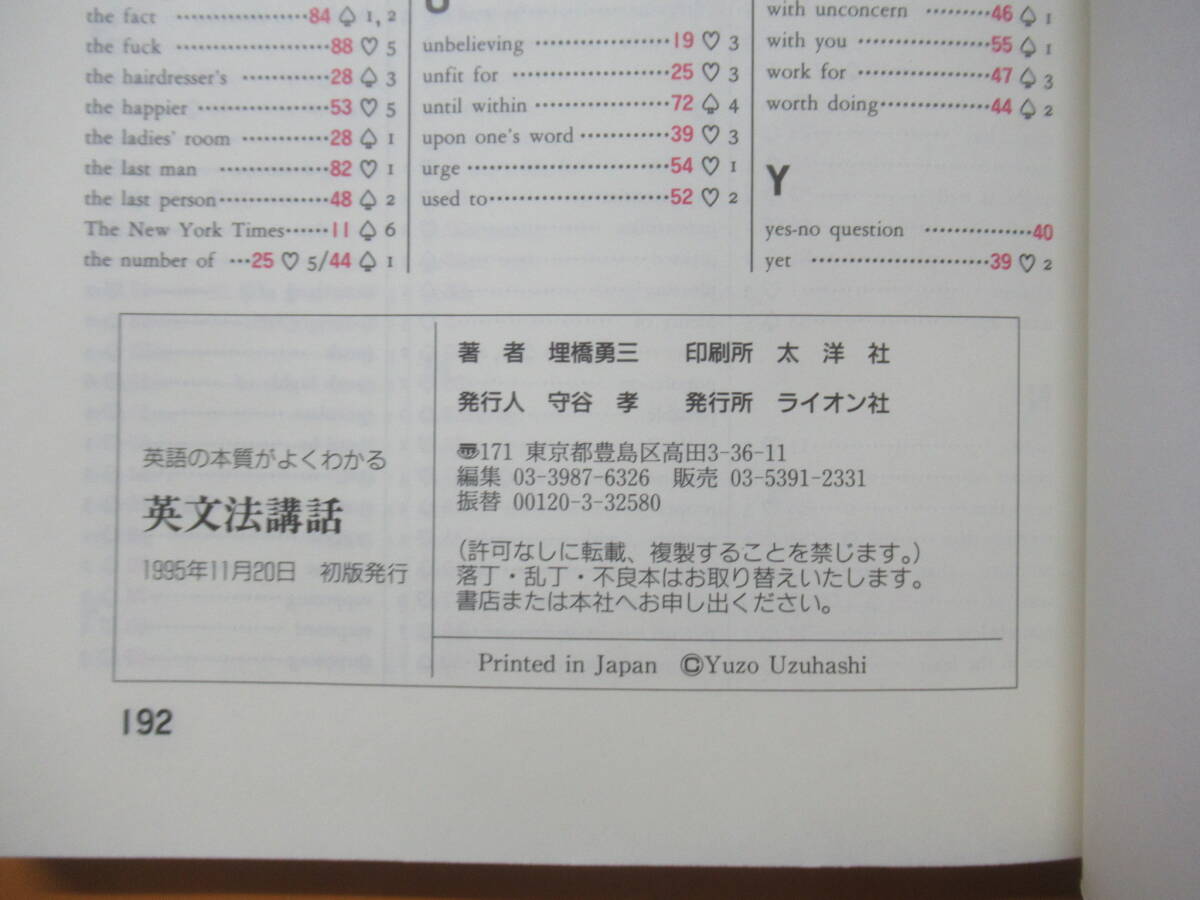 the fact ………………84 ♤ 1, 2
the fuck ………………88 ♡ 5
the hairdresser's …………28 ♤ 3
the happier ………………53 ♡ 5
the ladies' room …………28 ♤ 1
the last man ……………82 ♡ 1
the last person……………48 ♤ 2
The New York Times……11 ♤ 6
the number of …25 ♡ 5/44 ♤ 1
U
unbelieving ………………19 ♡ 3
unfit for …………………25 ♡ 3
until within ………………72 ♤ 4
upon one's word …………39 ♡ 3
urge ………………………54 ♡ 1
used to……………………52 ♡ 2
with unconcern ………46 ♤ 1
with you ………………55 ♤ 1
work for ………………47 ♤ 3
worth doing……………44 ♤ 2
Y
yes-no question ……………40
yet ……………………39 ♡ 2
英語の本質がよくわかる
英文法講話
1995年11月20日 初版発行
著 者 埋橋勇三 印刷所 太 洋 社
発行人 守谷 孝 発行所 ライオン社
〠171 東京都豊島区高田3-36-11
編集 03-3987-6326 販売 03-5391-2331
振替 00120-3-32580
(許可なしに転載、複製することを禁じます。)
落丁・乱丁・不良本はお取り替えいたします。
書店または本社へお申し出ください。
Printed in Japan ©Yuzo Uzuhashi
192